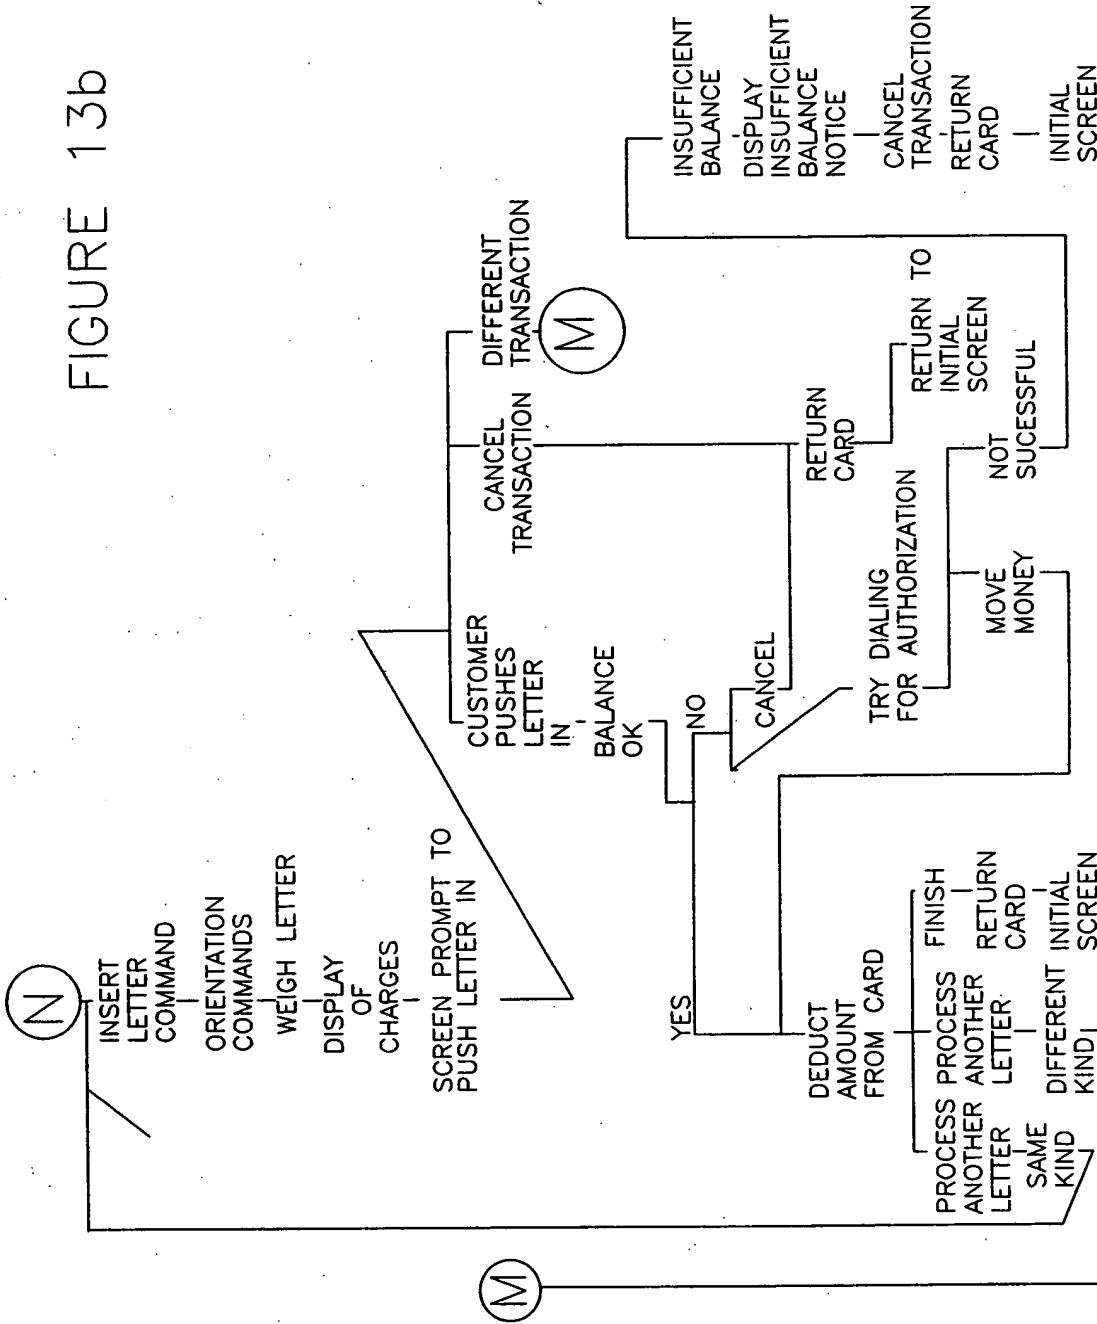 FIGURE 13b
N
INSERT
LETTER
COMMAND
ORIENTATION
COMMANDS
WEIGH LETTER
DISPLAY
OF
CHARGES
SCREEN PROMPT TO
PUSH LETTER IN
CUSTOMER
PUSHES
LETTER
IN
BALANCE
OK
CANCEL
TRANSACTION
DIFFERENT
TRANSACTION
M
YES
NO
CANCEL
RETURN
CARD
RETURN TO
INITIAL
SCREEN
TRY DIALING
FOR AUTHORIZATION
MOVE
MONEY
NOT
SUCESSFUL
INSUFFICIENT
BALANCE
DISPLAY
INSUFFICIENT
BALANCE
NOTICE
CANCEL
TRANSACTION
RETURN
CARD
INITIAL
SCREEN
DEDUCT
AMOUNT
FROM CARD
PROCESS
ANOTHER
LETTER
SAME
KIND
PROCESS
ANOTHER
LETTER
DIFFERENT
KIND
FINISH
RETURN
CARD
INITIAL
SCREEN
M